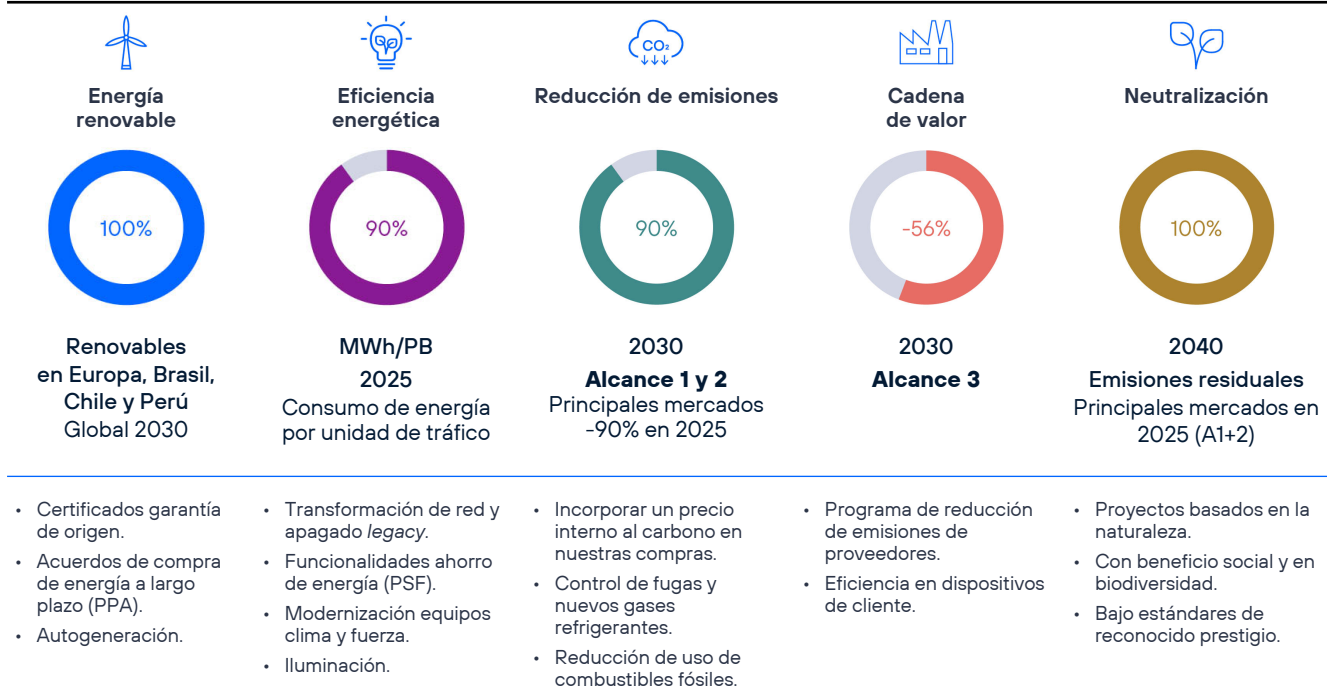 Energía
renovable
100%
Renovables
en Europa, Brasil,
Chile y Perú
Global 2030
• Certificados garantía
de origen.
• Acuerdos de compra
de energía a largo
plazo (PPA).
• Autogeneración.
Eficiencia
energética
90%
MWh/PB
2025
Consumo de energía
por unidad de tráfico
• Transformación de red y
apagado legacy.
• Funcionalidades ahorro
de energía (PSF).
• Modernización equipos
clima y fuerza.
• Iluminación.
CO₂
Reducción de emisiones
90%
2030
Alcance 1 y 2
Principales mercados
-90% en 2025
• Incorporar un precio
interno al carbono en
nuestras compras.
• Control de fugas y
nuevos gases
refrigerantes.
• Reducción de uso de
combustibles fósiles.
Cadena
de valor
-56%
2030
Alcance 3
• Programa de reducción
de emisiones de
proveedores.
• Eficiencia en dispositivos
de cliente.
Neutralización
100%
2040
Emisiones residuales
Principales mercados en
2025 (A1+2)
• Proyectos basados en la
naturaleza.
• Con beneficio social y en
biodiversidad.
• Bajo estándares de
reconocido prestigio.